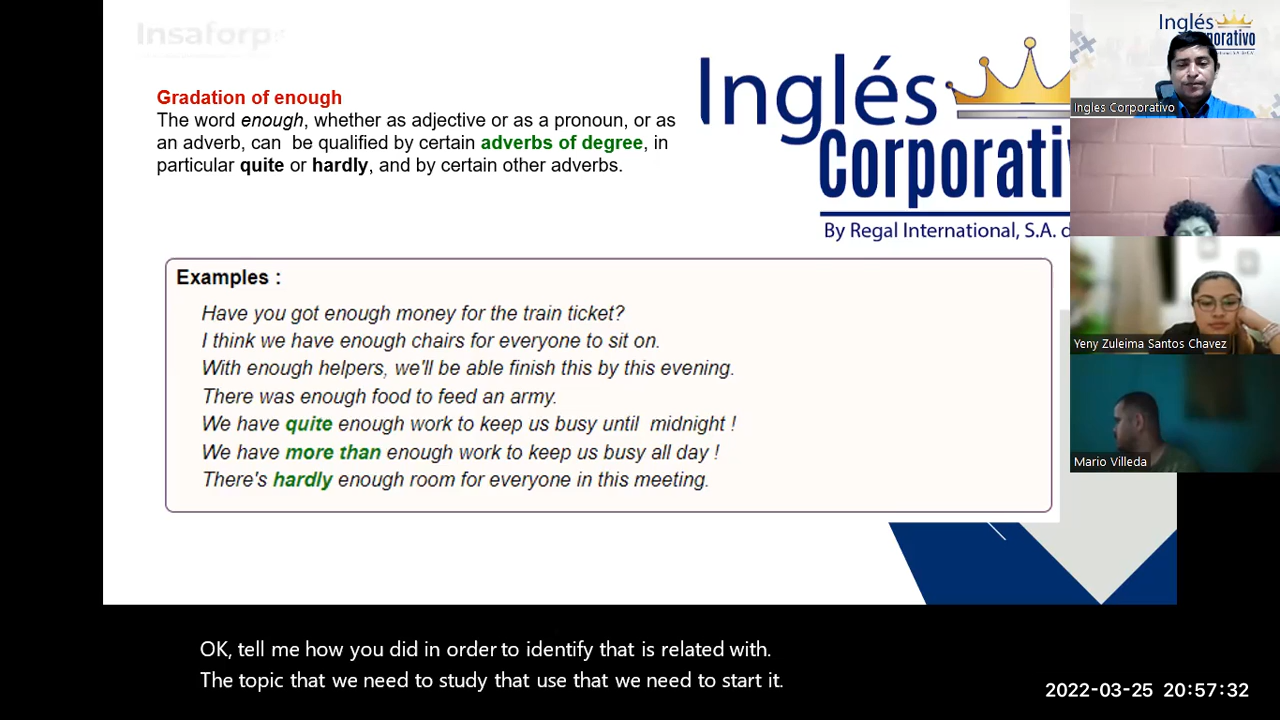 Insaforp
Gradation of enough
The word enough, whether as adjective or as a pronoun, or as
an adverb, can be qualified by certain adverbs of degree, in
particular quite or hardly, and by certain other adverbs.
Inglés
Corporati
By Regal International, S.A. d
Examples :
Have you got enough money for the train ticket?
I think we have enough chairs for everyone to sit on.
With enough helpers, we'll be able finish this by this evening.
There was enough food to feed an army.
We have quite enough work to keep us busy until midnight !
We have more than enough work to keep us busy all day !
There's hardly enough room for everyone in this meeting.
Inglés
orporativo
Ingles Corporativo
Yeny Zuleima Santos Chavez
Mario Villeda
OK, tell me how you did in order to identify that is related with.
The topic that we need to study that use that we need to start it.
2022-03-25 20:57:32